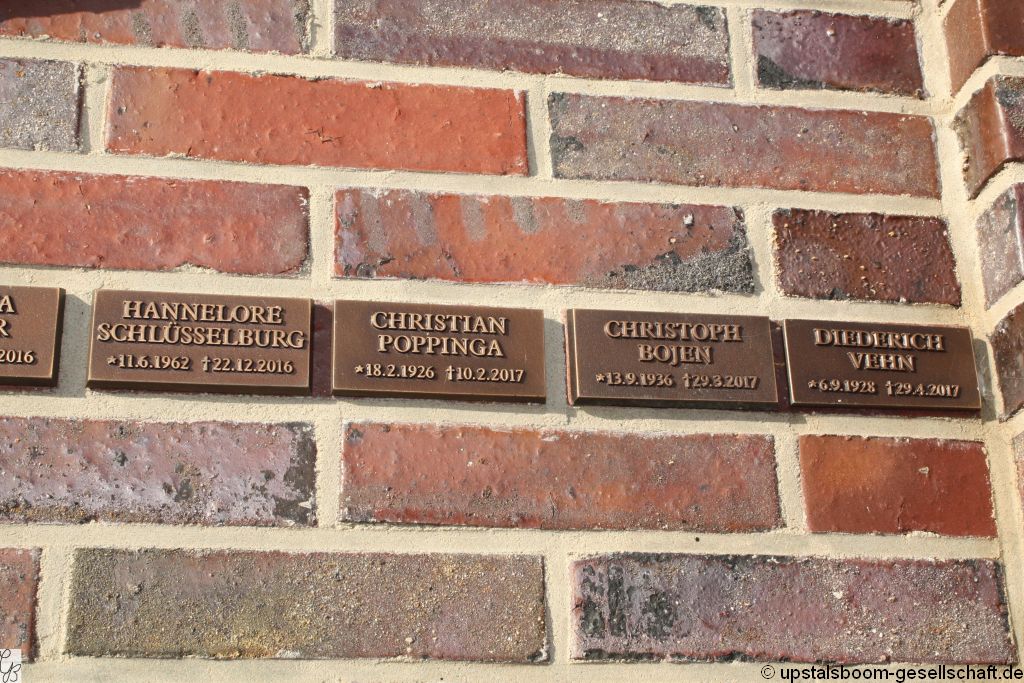 A
R
2016
HANNELORE
SCHLÜSSELBURG
*11.6.1962 †22.12.2016
CHRISTIAN
POPPINGA
*18.2.1926 †10.2.2017
CHRISTOPH
BOJEN
*13.9.1936 †29.3.2017
DIEDERICH
VEHN
*6.9.1928 †29.4.2017
© upstalsboom-gesellschaft.de